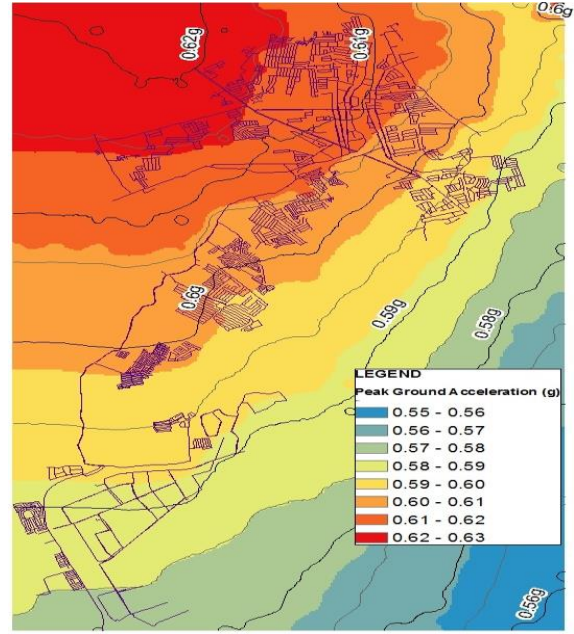 0.6g
0.62g
0.61g
0.6g
0.59g
0.58g
LEGEND
Peak Ground Acceleration (g)
0.55 - 0.56
0.56 - 0.57
0.57 - 0.58
0.58 - 0.59
0.59 - 0.60
0.60 - 0.61
0.61 - 0.62
0.62 - 0.63
0.56g